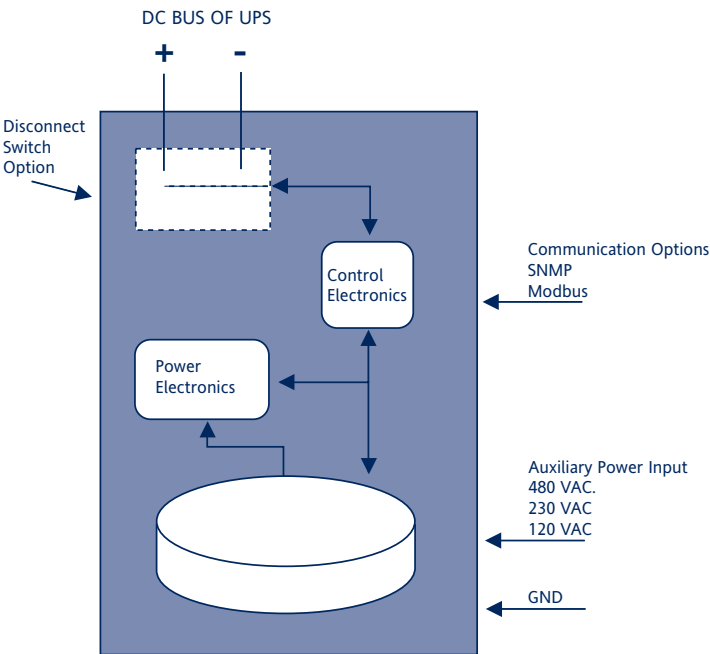 DC BUS OF UPS
+ -
Disconnect
Switch
Option
Control
Electronics
Communication Options
SNMP
Modbus
Power
Electronics
Auxiliary Power Input
480 VAC.
230 VAC
120 VAC
GND